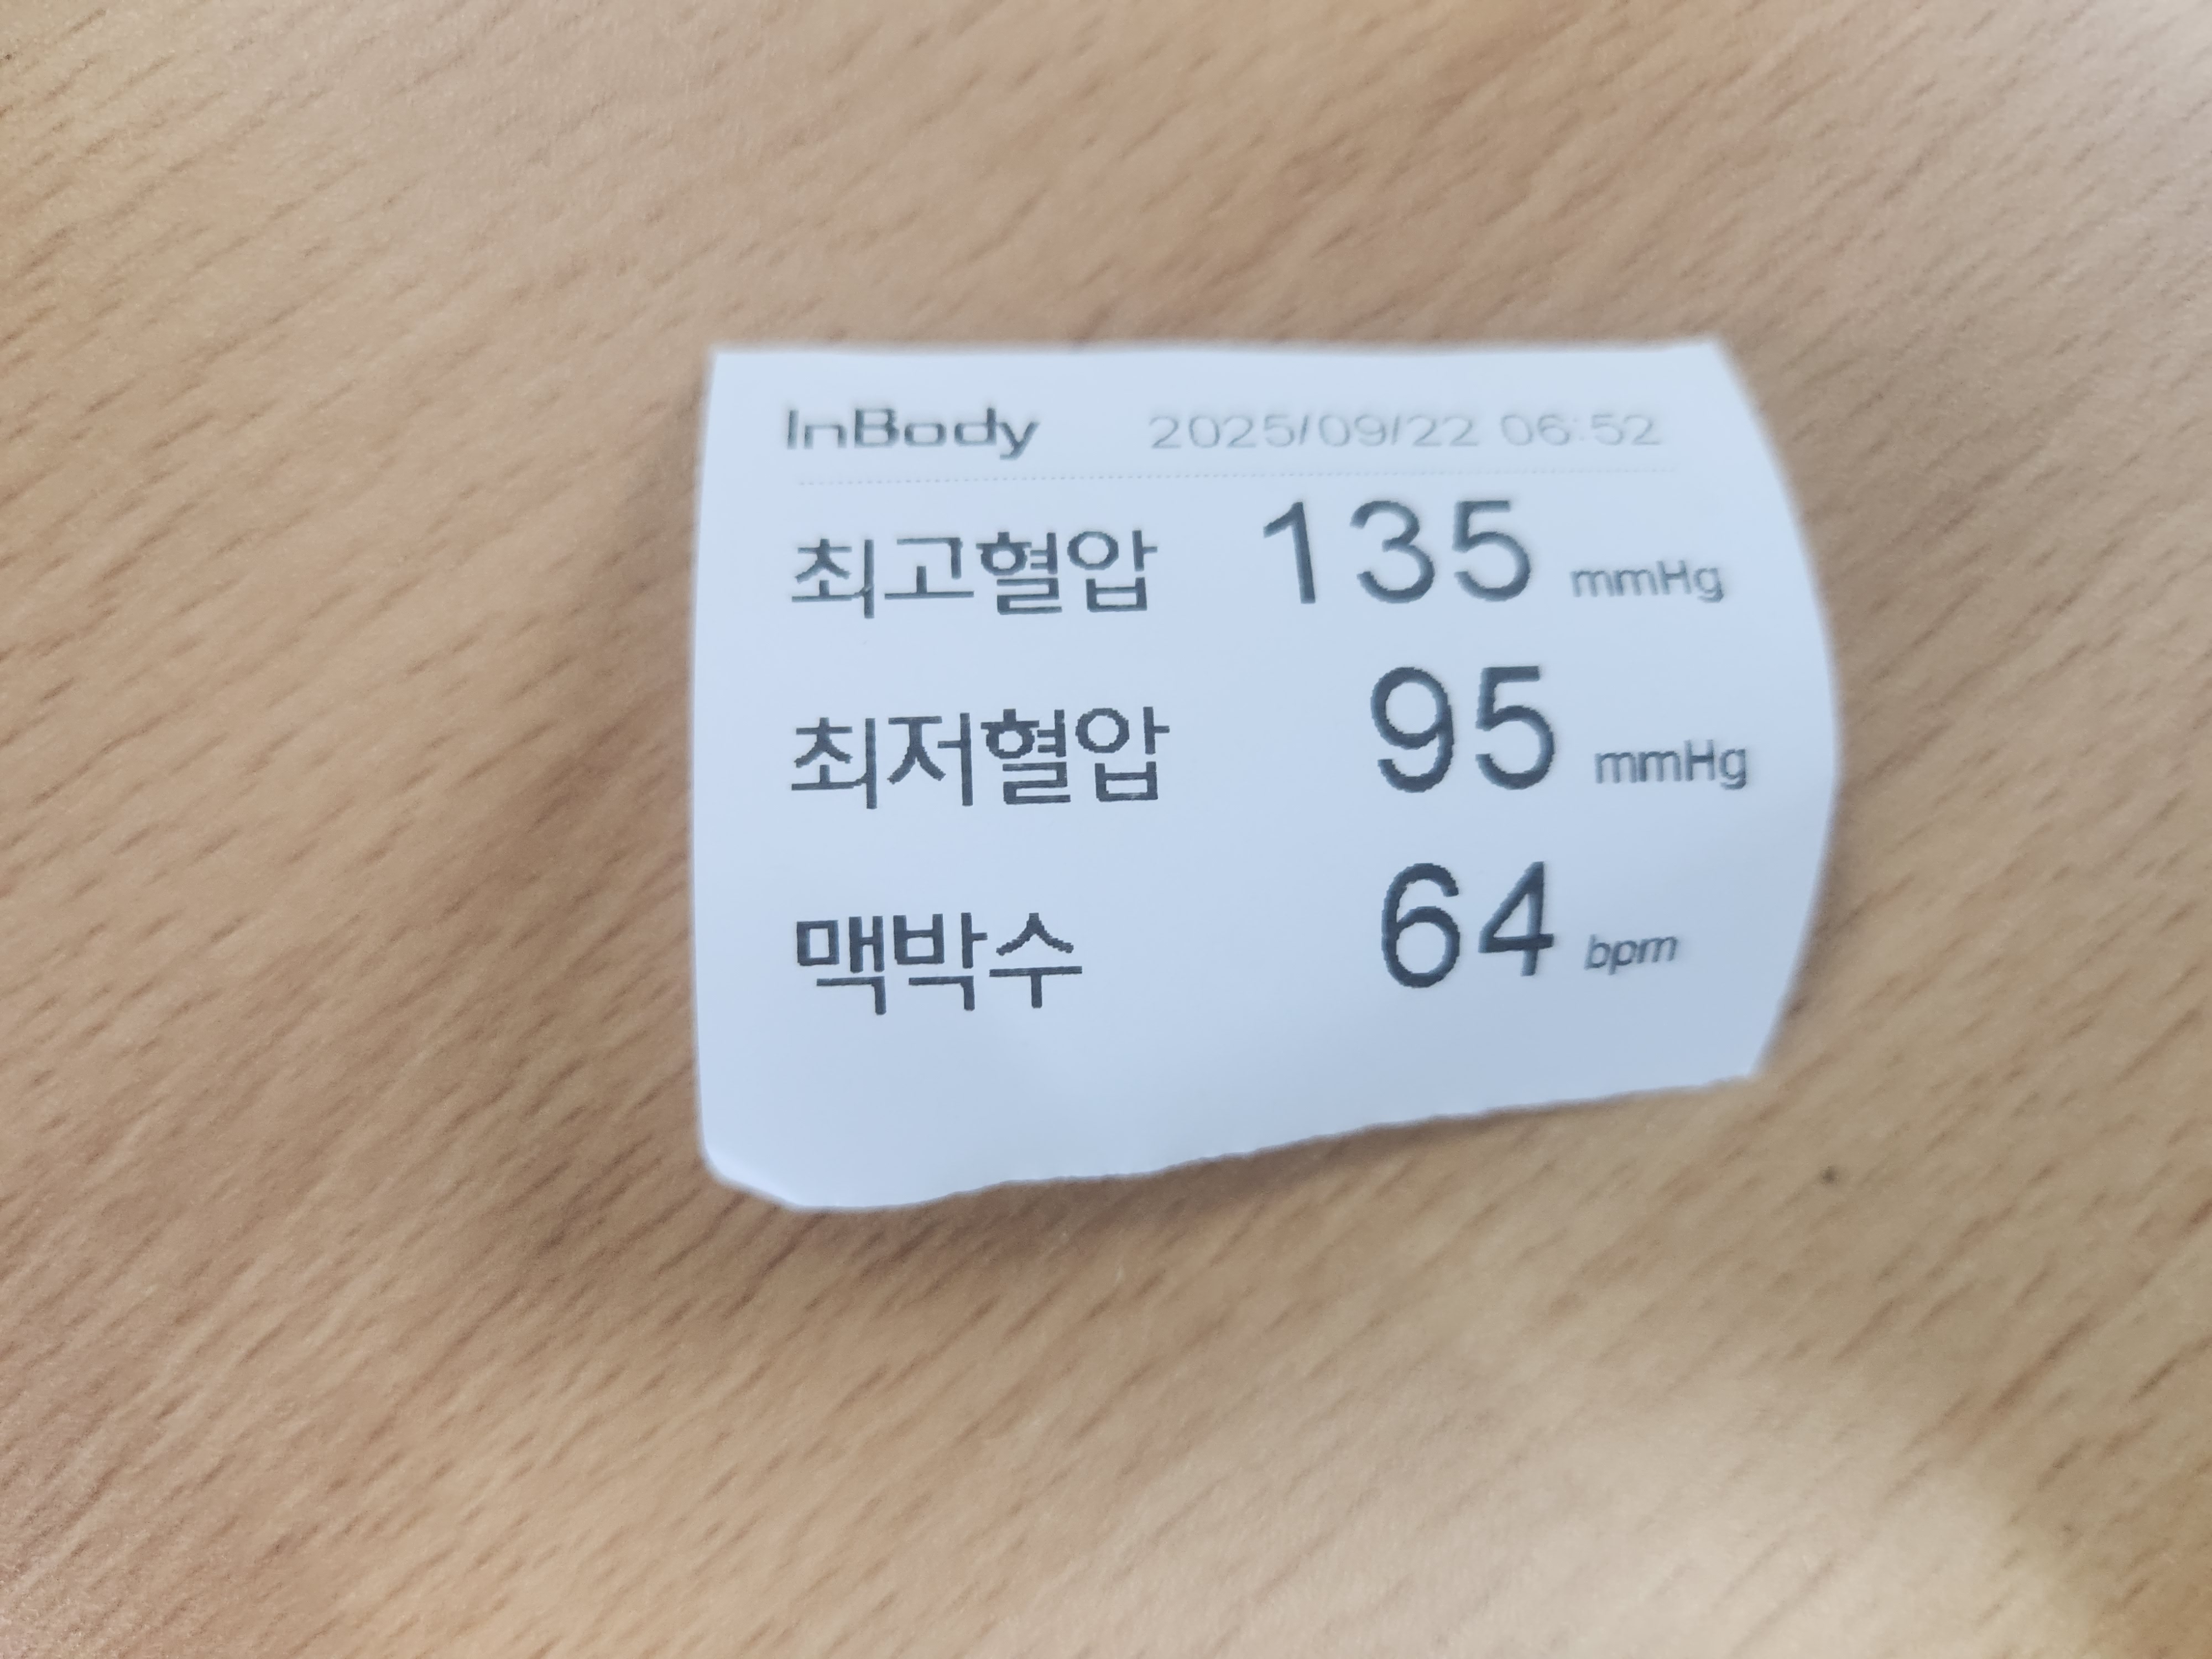 InBody 2025/09/22 06:52
최고혈압 135 mmHg
최저혈압 95 mmHg
맥박수 64 bpm